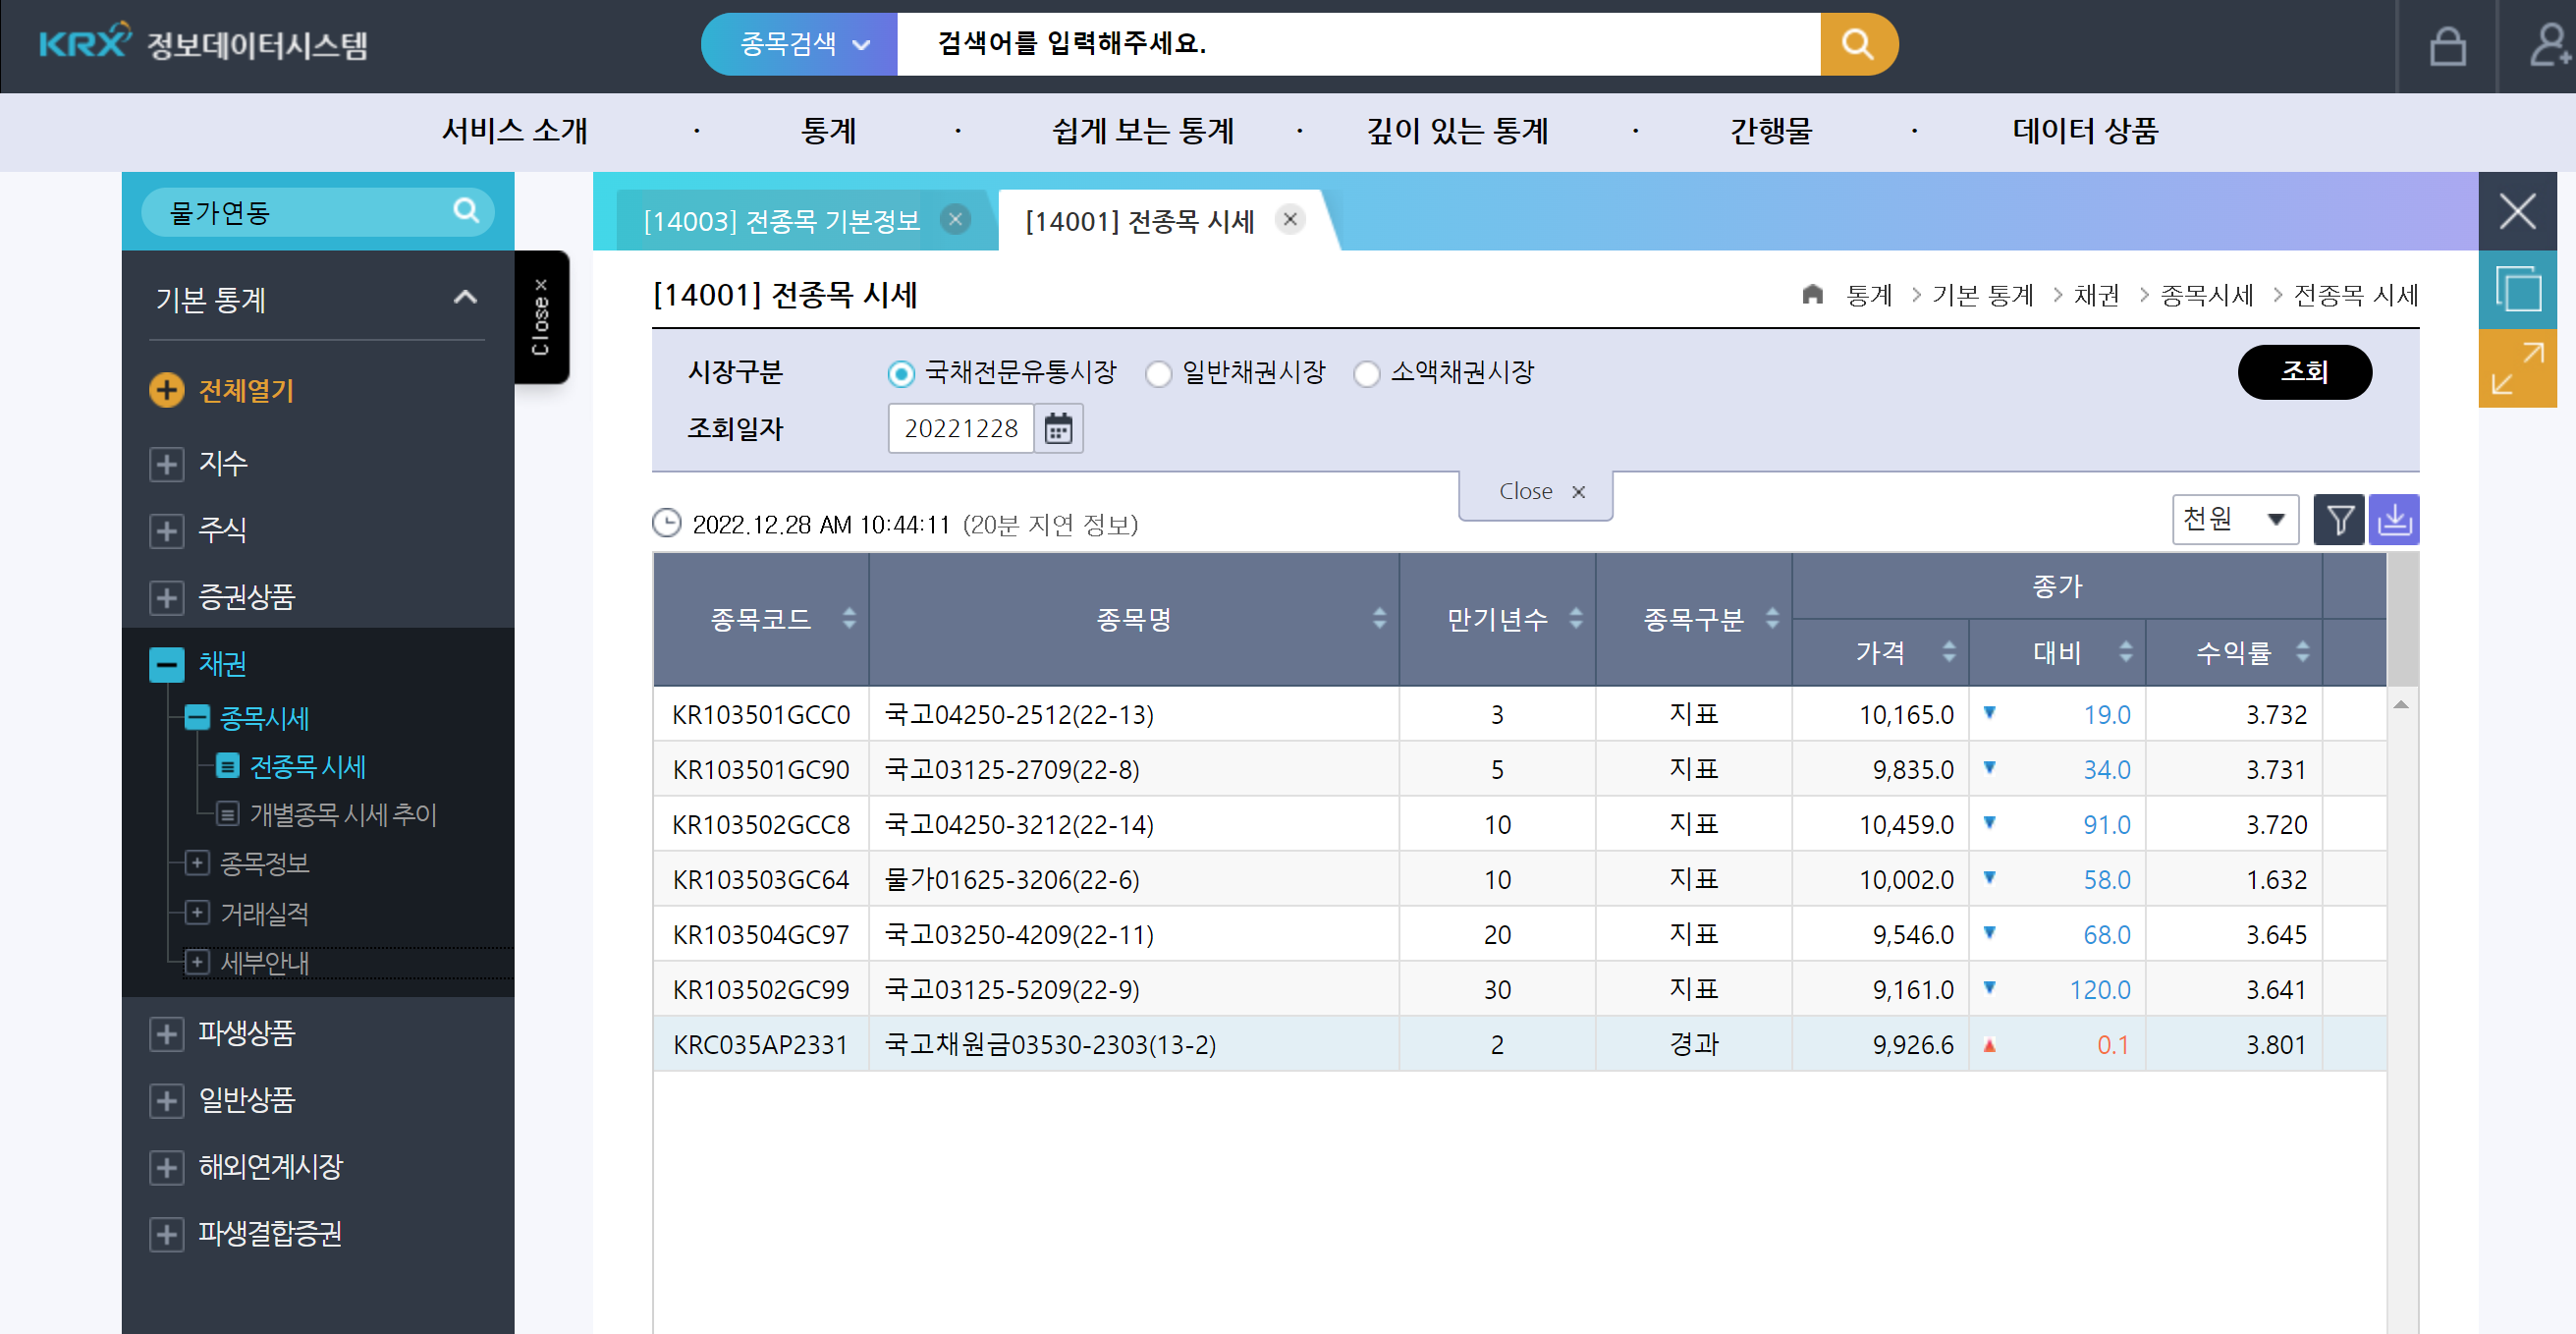 KRX 정보데이터시스템
종목검색
검색어를 입력해주세요.
서비스 소개 · 통계 · 쉽게 보는 통계 · 깊이 있는 통계 · 간행물 · 데이터 상품
물가연동
기본 통계
전체열기
지수
주식
증권상품
채권
종목시세
전종목 시세
개별종목 시세 추이
종목정보
거래실적
세부안내
파생상품
일반상품
해외연계시장
파생결합증권
Close ×
[14003] 전종목 기본정보
[14001] 전종목 시세
[14001] 전종목 시세
통계 > 기본 통계 > 채권 > 종목시세 > 전종목 시세
시장구분 국채전문유통시장 일반채권시장 소액채권시장 조회
조회일자 20221228
Close ×
2022.12.28 AM 10:44:11 (20분 지연 정보) 천원
종목코드 종목명 만기년수 종목구분 종가
가격 대비 수익률
KR103501GCC0 국고04250-2512(22-13) 3 지표 10,165.0 ▼ 19.0 3.732
KR103501GC90 국고03125-2709(22-8) 5 지표 9,835.0 ▼ 34.0 3.731
KR103502GCC8 국고04250-3212(22-14) 10 지표 10,459.0 ▼ 91.0 3.720
KR103503GC64 물가01625-3206(22-6) 10 지표 10,002.0 ▼ 58.0 1.632
KR103504GC97 국고03250-4209(22-11) 20 지표 9,546.0 ▼ 68.0 3.645
KR103502GC99 국고03125-5209(22-9) 30 지표 9,161.0 ▼ 120.0 3.641
KRC035AP2331 국고채원금03530-2303(13-2) 2 경과 9,926.6 ▲ 0.1 3.801